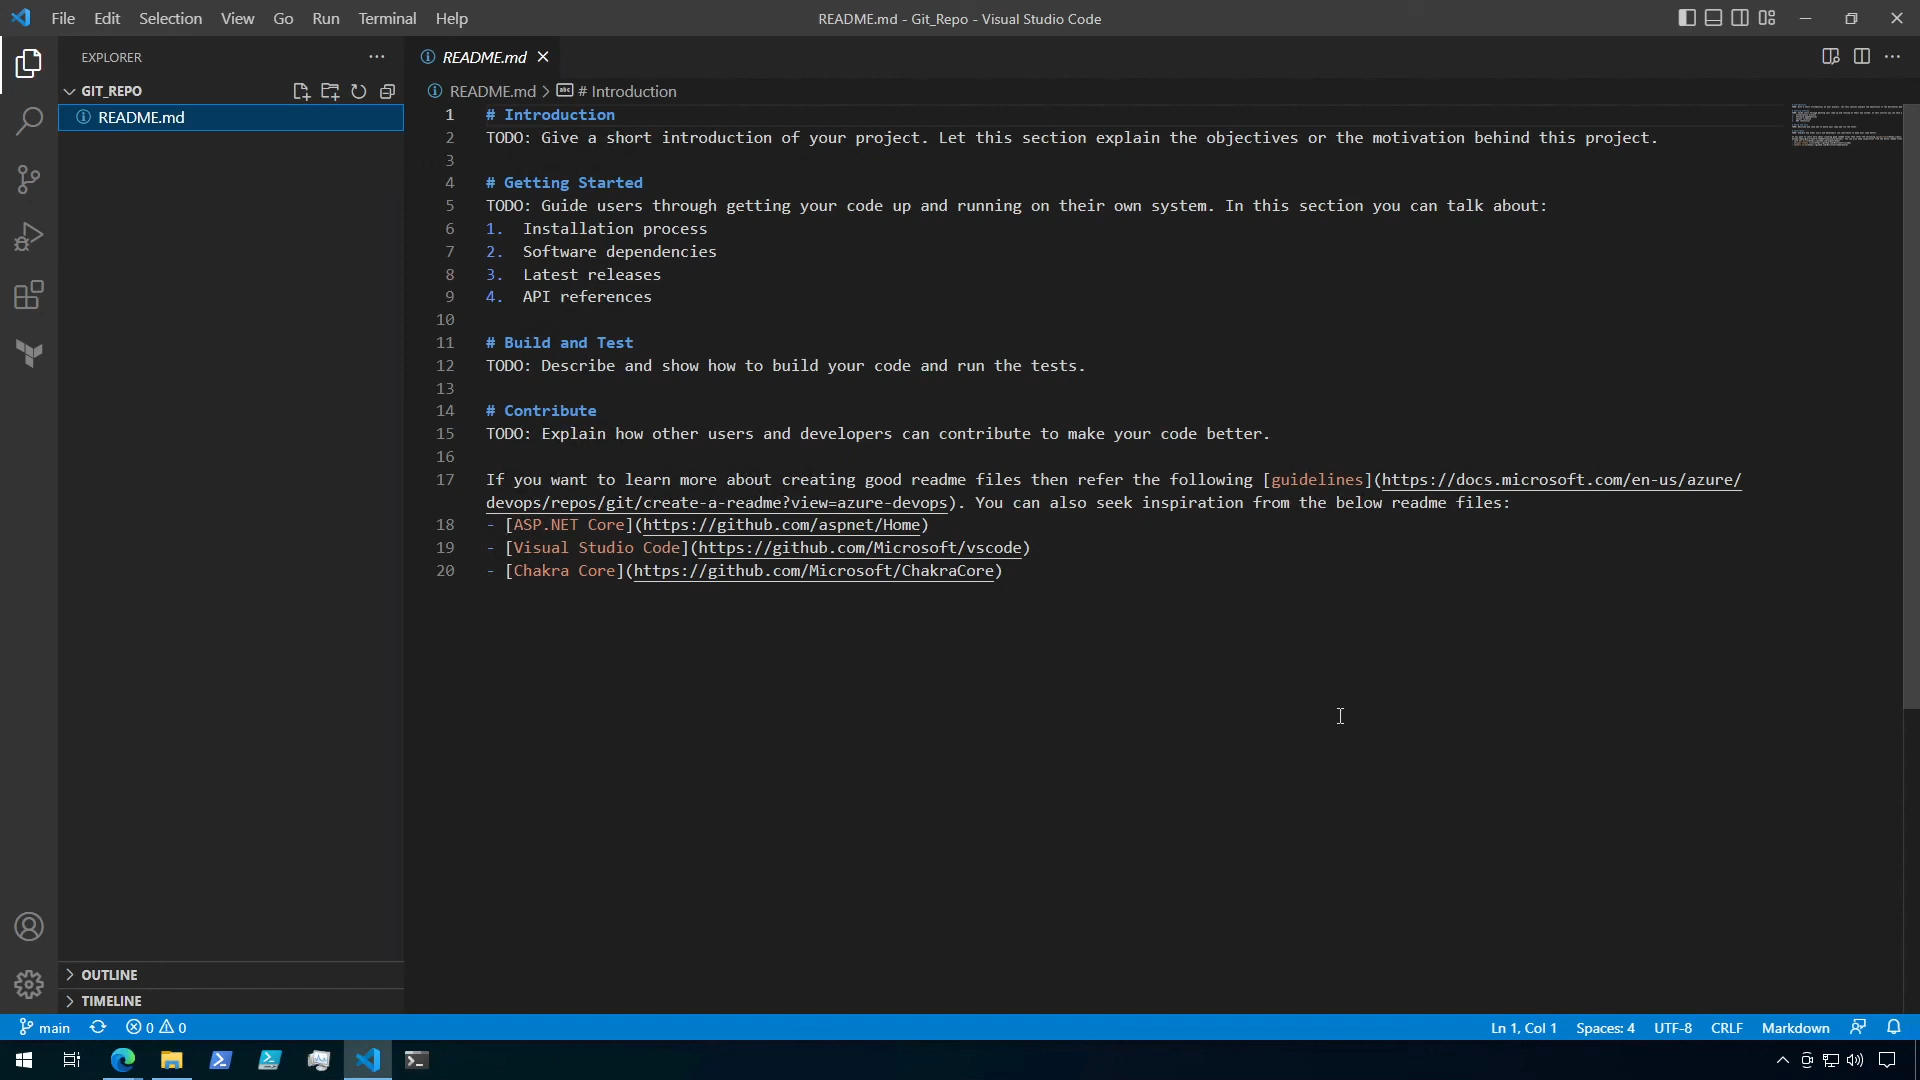 File Edit Selection View Go Run Terminal Help
README.md - Git_Repo - Visual Studio Code
EXPLORER
GIT_REPO
README.md
OUTLINE
TIMELINE
README.md
README.md > # Introduction
1 # Introduction
2 TODO: Give a short introduction of your project. Let this section explain the objectives or the motivation behind this project.
3
4 # Getting Started
5 TODO: Guide users through getting your code up and running on their own system. In this section you can talk about:
6 1. Installation process
7 2. Software dependencies
8 3. Latest releases
9 4. API references
10
11 # Build and Test
12 TODO: Describe and show how to build your code and run the tests.
13
14 # Contribute
15 TODO: Explain how other users and developers can contribute to make your code better.
16
17 If you want to learn more about creating good readme files then refer the following [guidelines](https://docs.microsoft.com/en-us/azure/
devops/repos/git/create-a-readme?view=azure-devops). You can also seek inspiration from the below readme files:
18 - [ASP.NET Core](https://github.com/aspnet/Home)
19 - [Visual Studio Code](https://github.com/Microsoft/vscode)
20 - [Chakra Core](https://github.com/Microsoft/ChakraCore)
main 0 0 Ln 1, Col 1 Spaces: 4 UTF-8 CRLF Markdown